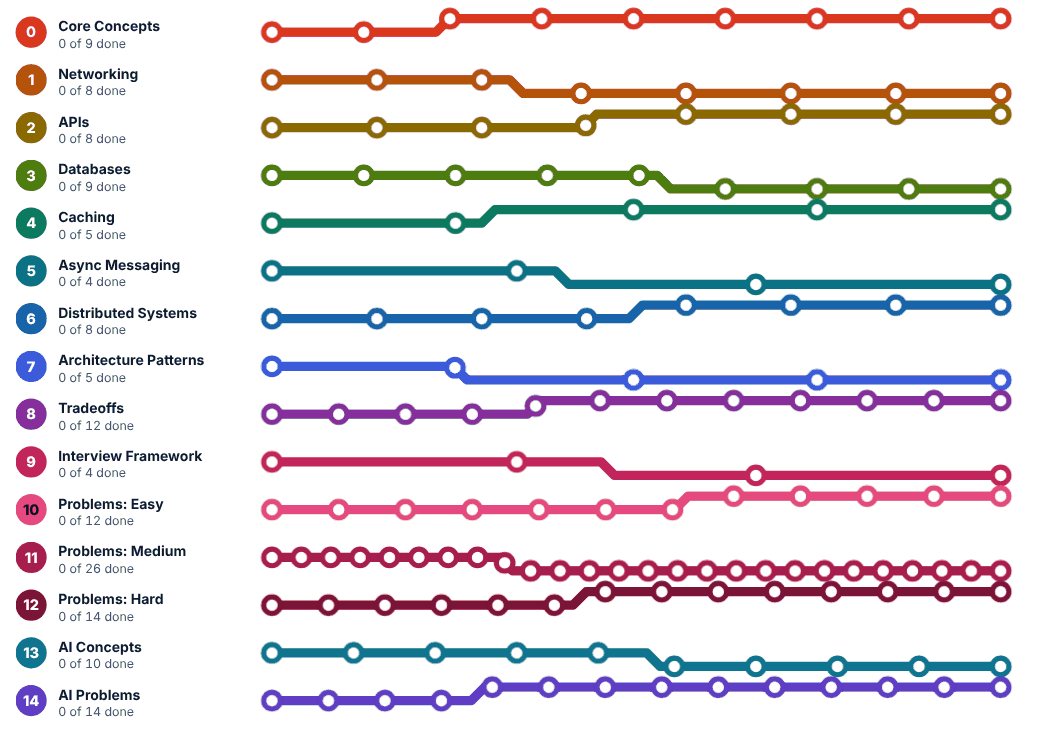 0
Core Concepts
0 of 9 done
1
Networking
0 of 8 done
2
APIs
0 of 8 done
3
Databases
0 of 9 done
4
Caching
0 of 5 done
5
Async Messaging
0 of 4 done
6
Distributed Systems
0 of 8 done
7
Architecture Patterns
0 of 5 done
8
Tradeoffs
0 of 12 done
9
Interview Framework
0 of 4 done
10
Problems: Easy
0 of 12 done
11
Problems: Medium
0 of 26 done
12
Problems: Hard
0 of 14 done
13
AI Concepts
0 of 10 done
14
AI Problems
0 of 14 done